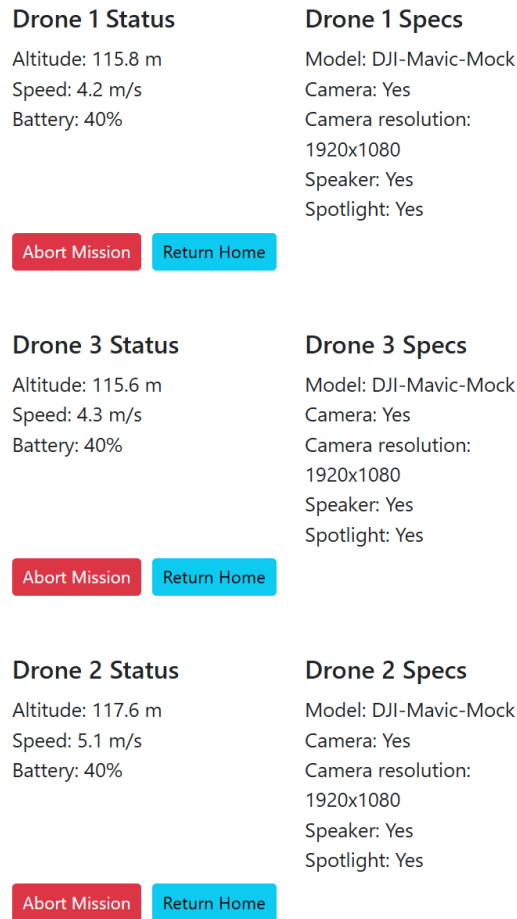 Drone 1 Status
Altitude: 115.8 m
Speed: 4.2 m/s
Battery: 40%
Drone 1 Specs
Model: DJI-Mavic-Mock
Camera: Yes
Camera resolution:
1920x1080
Speaker: Yes
Spotlight: Yes
Abort Mission
Return Home
Drone 3 Status
Altitude: 115.6 m
Speed: 4.3 m/s
Battery: 40%
Drone 3 Specs
Model: DJI-Mavic-Mock
Camera: Yes
Camera resolution:
1920x1080
Speaker: Yes
Spotlight: Yes
Abort Mission
Return Home
Drone 2 Status
Altitude: 117.6 m
Speed: 5.1 m/s
Battery: 40%
Drone 2 Specs
Model: DJI-Mavic-Mock
Camera: Yes
Camera resolution:
1920x1080
Speaker: Yes
Spotlight: Yes
Abort Mission
Return Home